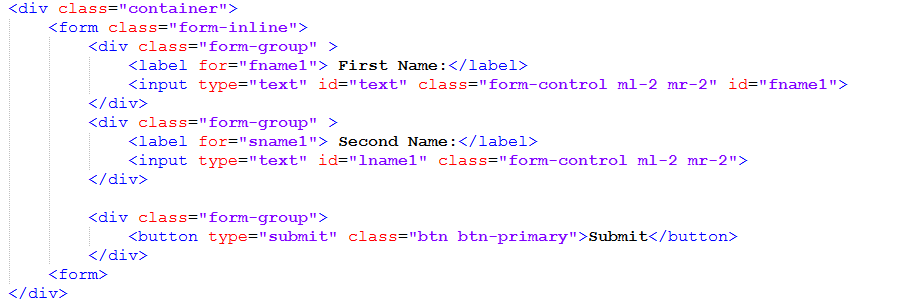 <div class="container">
<form class="form-inline">
<div class="form-group" >
<label for="fname1"> First Name:</label>
<input type="text" id="text" class="form-control ml-2 mr-2" id="fname1">
</div>
<div class="form-group" >
<label for="sname1"> Second Name:</label>
<input type="text" id="lname1" class="form-control ml-2 mr-2">
</div>
<div class="form-group">
<button type="submit" class="btn btn-primary">Submit</button>
</div>
<form>
</div>